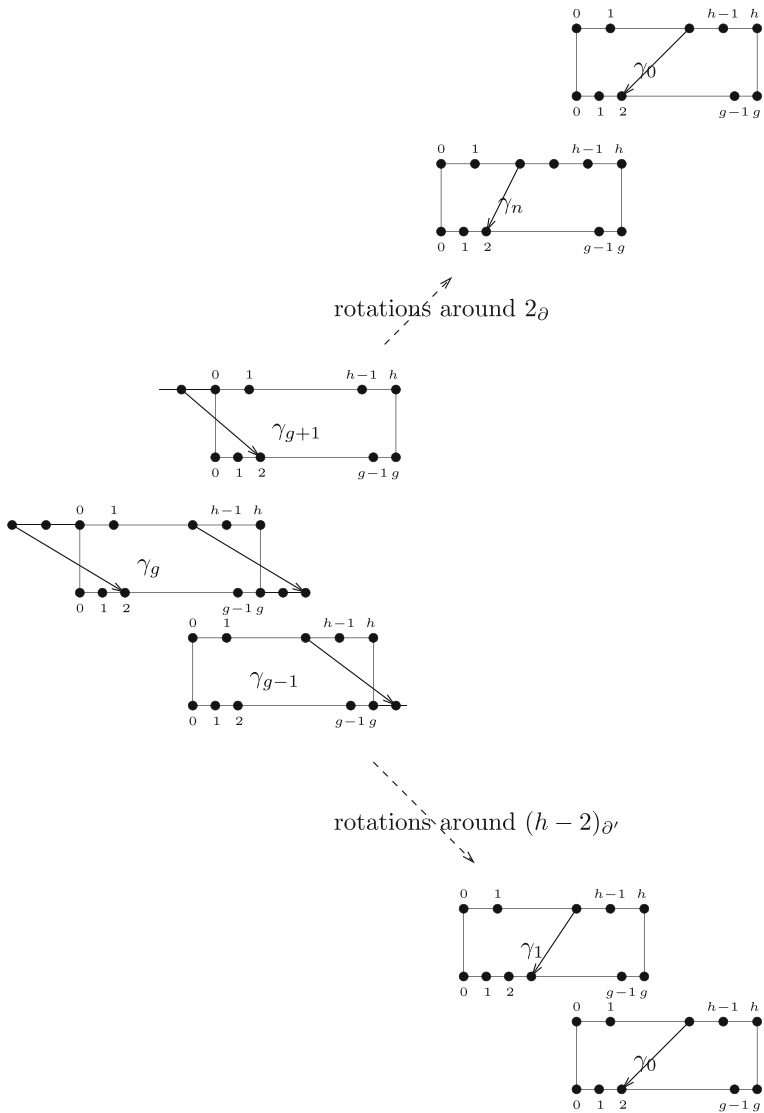 0 1 h−1 h
γ0
0 1 2 g−1 g
0 1 h−1 h
γn
0 1 2 g−1 g
rotations around 2∂
0 1 h−1 h
γg+1
0 1 2 g−1 g
0 1 h−1 h
γg
0 1 2 g−1 g
0 1 h−1 h
γg−1
0 1 2 g−1 g
rotations around (h − 2)∂′
0 1 h−1 h
γ1
0 1 2 g−1 g
0 1 h−1 h
γ0
0 1 2 g−1 g